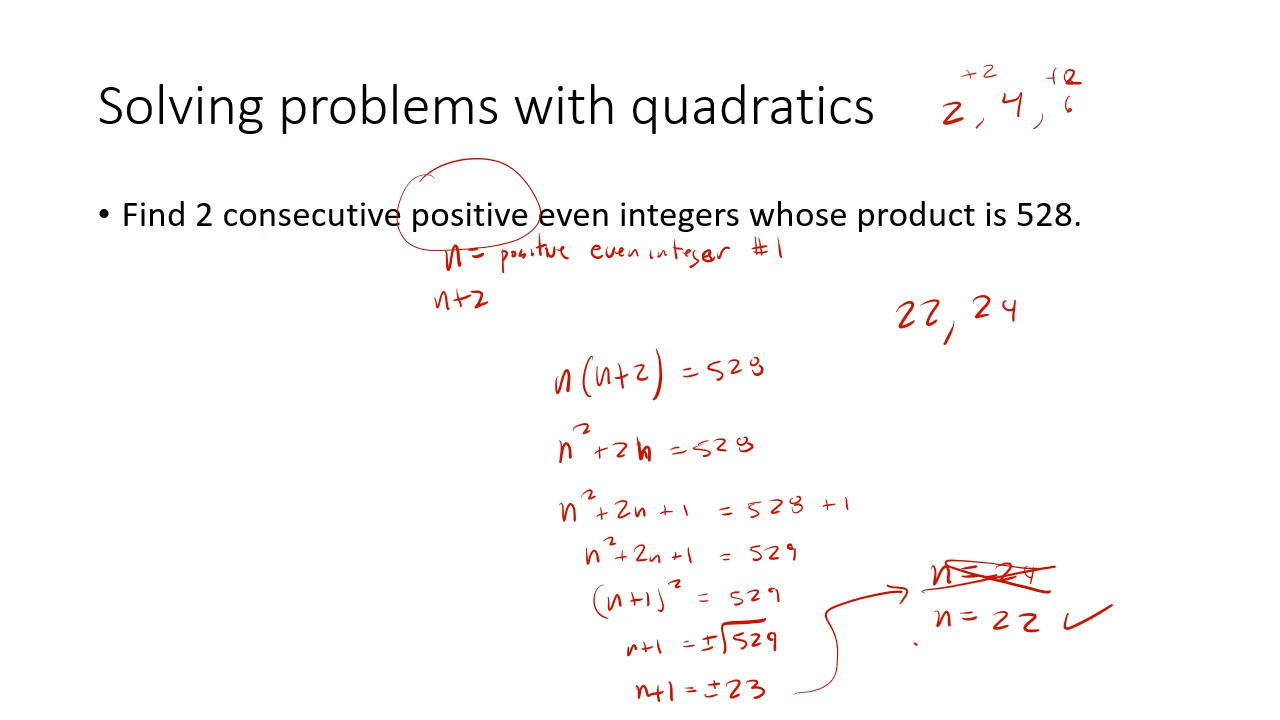 Solving problems with quadratics
+2 +2
2, 4, 6
• Find 2 consecutive positive even integers whose product is 528.
n = positive even integer #1
n+2
22, 24
n(n+2) = 528
n² + 2n = 528
n² + 2n + 1 = 528 + 1
n² + 2n + 1 = 529
(n+1)² = 529
n+1 = ±√529
n+1 = ±23
n = 24
n = 22 ✓